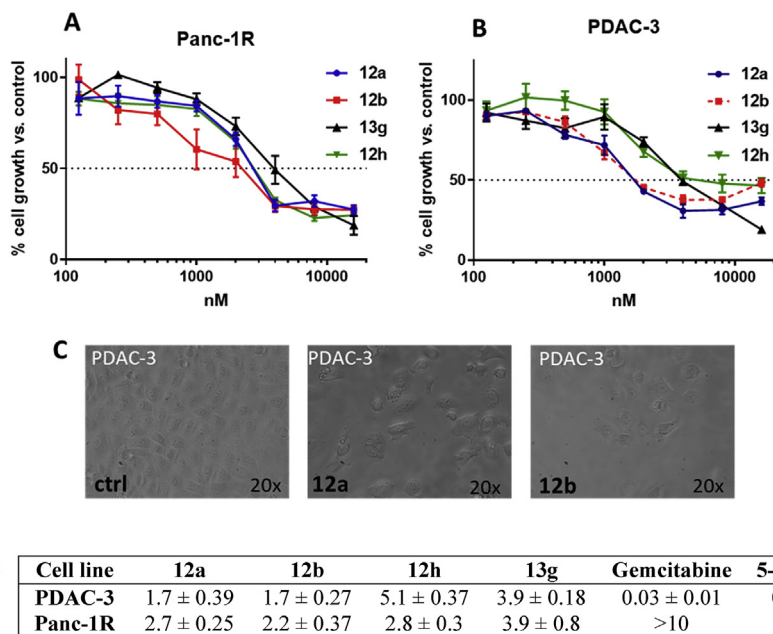 A
Panc-1R
% cell growth vs. control
100
50
0
100
1000
10000
nM
12a
12b
13g
12h
B
PDAC-3
% cell growth vs. control
100
50
0
100
1000
10000
nM
12a
12b
13g
12h
C
PDAC-3
ctrl
20x
PDAC-3
12a
20x
PDAC-3
12b
20x
Cell line 12a 12b 12h 13g Gemcitabine 5-
PDAC-3 1.7 ± 0.39 1.7 ± 0.27 5.1 ± 0.37 3.9 ± 0.18 0.03 ± 0.01
Panc-1R 2.7 ± 0.25 2.2 ± 0.37 2.8 ± 0.3 3.9 ± 0.8 >10